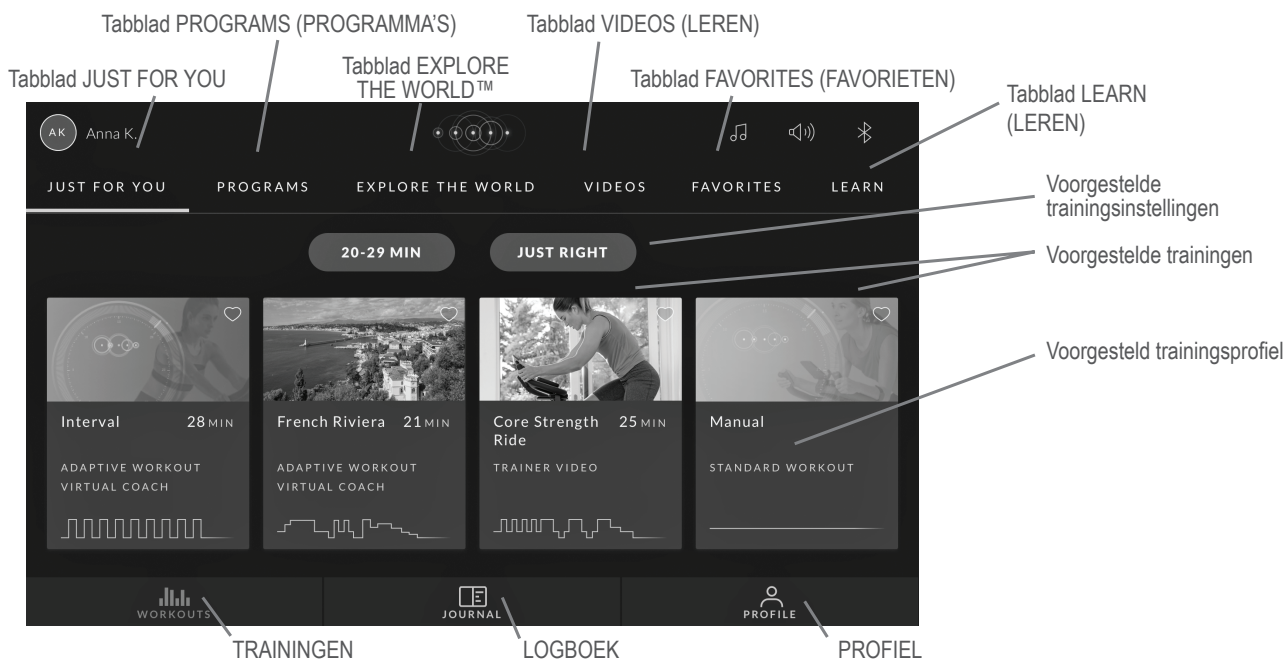 Tabblad PROGRAMS (PROGRAMMA'S)
Tabblad VIDEOS (LEREN)
Tabblad JUST FOR YOU
Tabblad EXPLORE
THE WORLD™
Tabblad FAVORITES (FAVORIETEN)
Tabblad LEARN
(LEREN)
AK
Anna K.
JUST FOR YOU
PROGRAMS
EXPLORE THE WORLD
VIDEOS
FAVORITES
LEARN
Voorgestelde
trainingsinstellingen
20-29 MIN
JUST RIGHT
Voorgestelde trainingen
Voorgesteld trainingsprofiel
Interval 28 MIN
ADAPTIVE WORKOUT
VIRTUAL COACH
French Riviera 21 MIN
ADAPTIVE WORKOUT
VIRTUAL COACH
Core Strength 25 MIN
Ride
TRAINER VIDEO
Manual
STANDARD WORKOUT
WORKOUTS
JOURNAL
PROFILE
TRAININGEN
LOGBOEK
PROFIEL